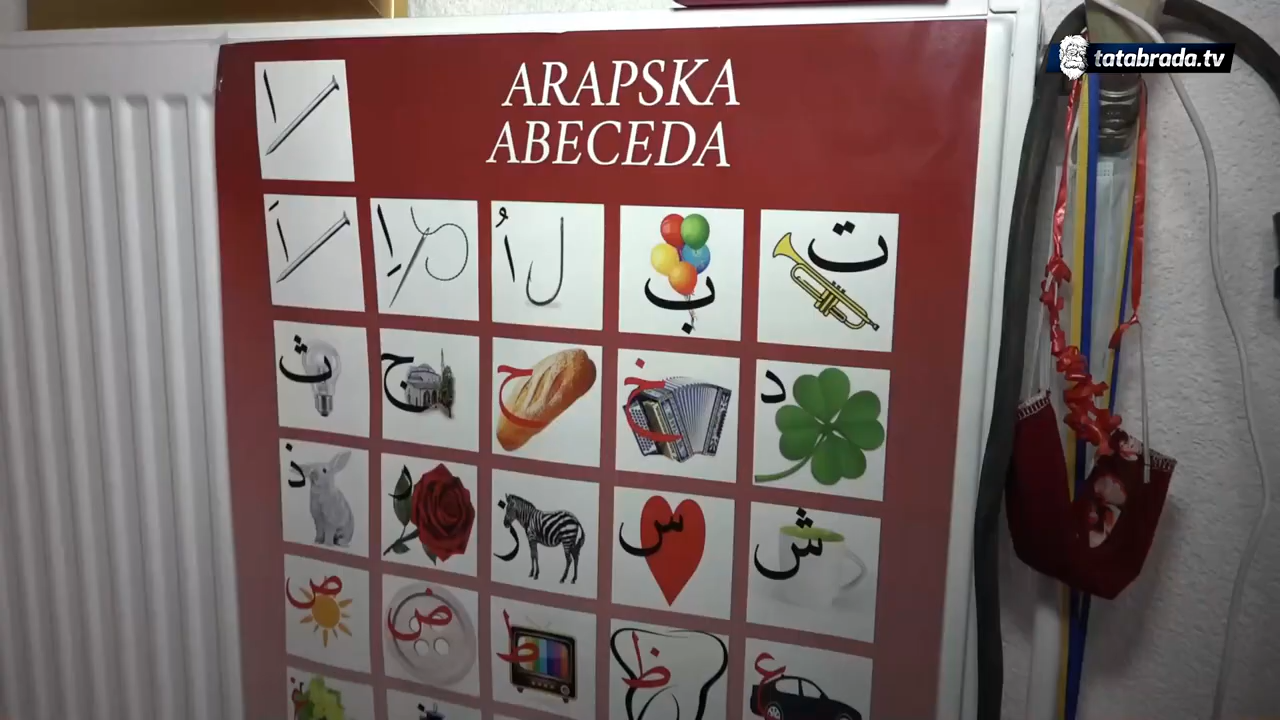 tatabrada.tv
ARAPSKA
ABECEDA
ا
اَ
اِ
اُ
ب
ت
ث
ج
ح
خ
د
ذ
ر
ز
س
ش
ص
ض
ط
ظ
ع